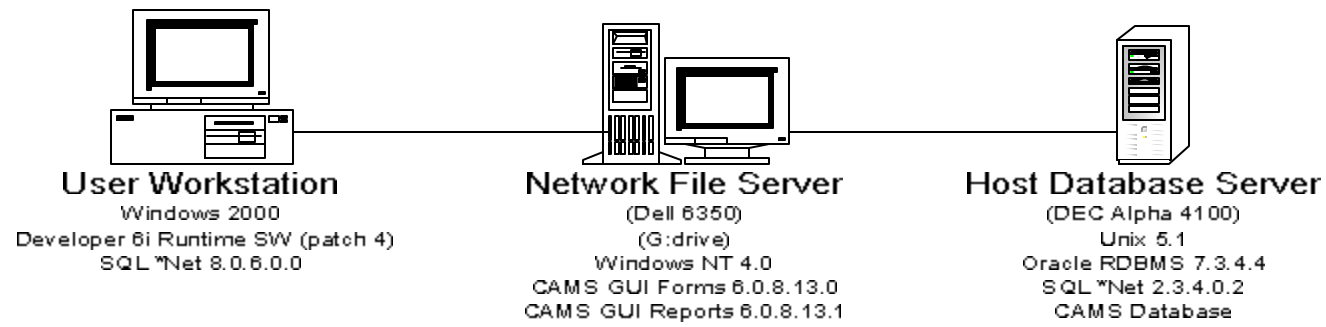 User Workstation
Windows 2000
Developer 6i Runtime SW (patch 4)
SQL *Net 8.0.6.0.0
Network File Server
(Dell 6350)
(G:drive)
Windows NT 4.0
CAMS GUI Forms 6.0.8.13.0
CAMS GUI Reports 6.0.8.13.1
Host Database Server
(DEC Alpha 4100)
Unix 5.1
Oracle RDBMS 7.3.4.4
SQL *Net 2.3.4.0.2
CAMS Database